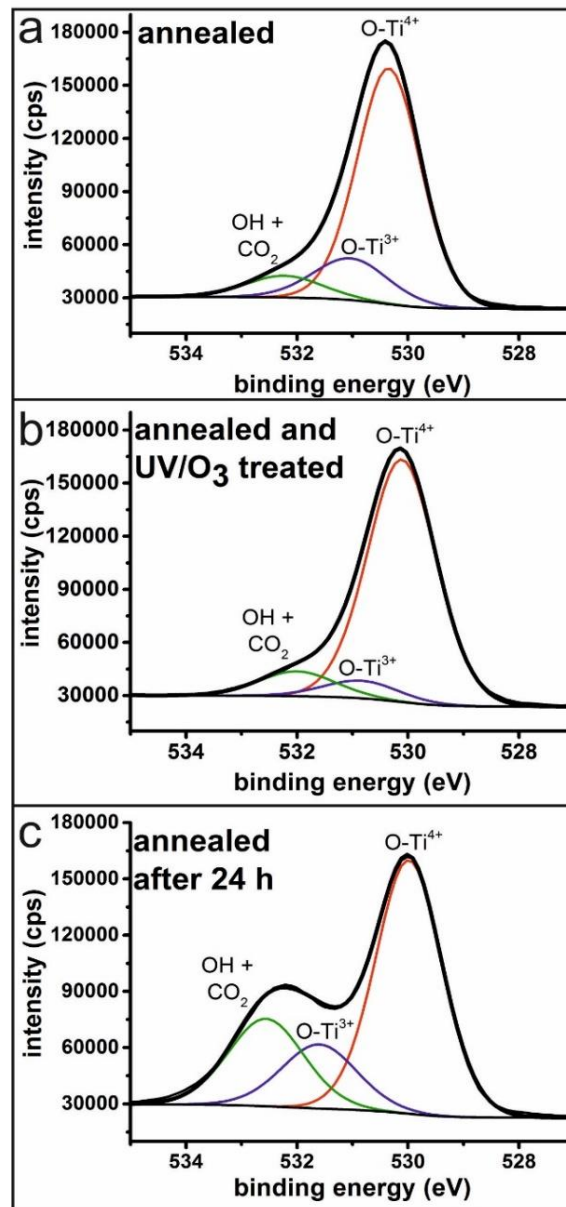 a annealed
O-Ti4+
OH +
CO2
O-Ti3+
180000
150000
120000
90000
60000
30000
intensity (cps)
534 532 530 528
binding energy (eV)
b annealed and
UV/O3 treated
O-Ti4+
OH +
CO2
O-Ti3+
180000
150000
120000
90000
60000
30000
intensity (cps)
534 532 530 528
binding energy (eV)
c annealed
after 24 h
O-Ti4+
OH +
CO2
O-Ti3+
180000
150000
120000
90000
60000
30000
intensity (cps)
534 532 530 528
binding energy (eV)